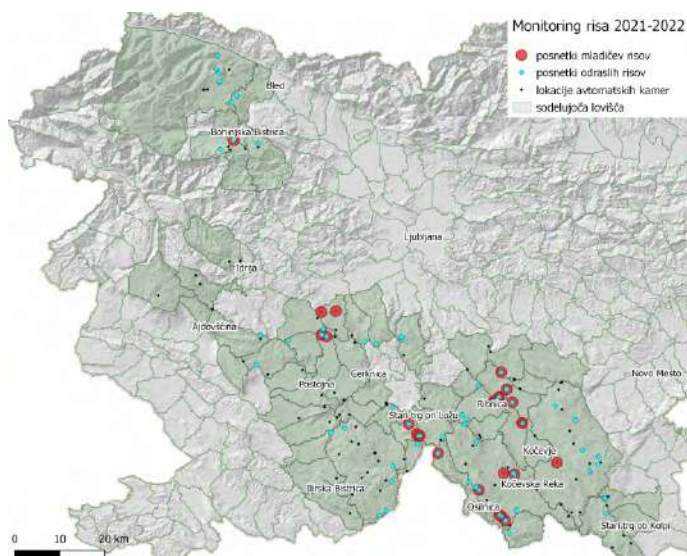 Monitoring risa 2021-2022
posnetki mladičev risov
posnetki odraslih risov
lokacije avtomatskih kamer
sodelujoča lovišča
Bled
Bohinjska Bistrica
Ljubljana
Idrija
Ajdovščina
Postojna
Cerknica
Novo Mesto
Ribnica
Stari trg pri Ložu
Kočevje
Kočevska Reka
Ilirska Bistrica
Osilnica
Stari trg ob Kolpi
0 10 20 km